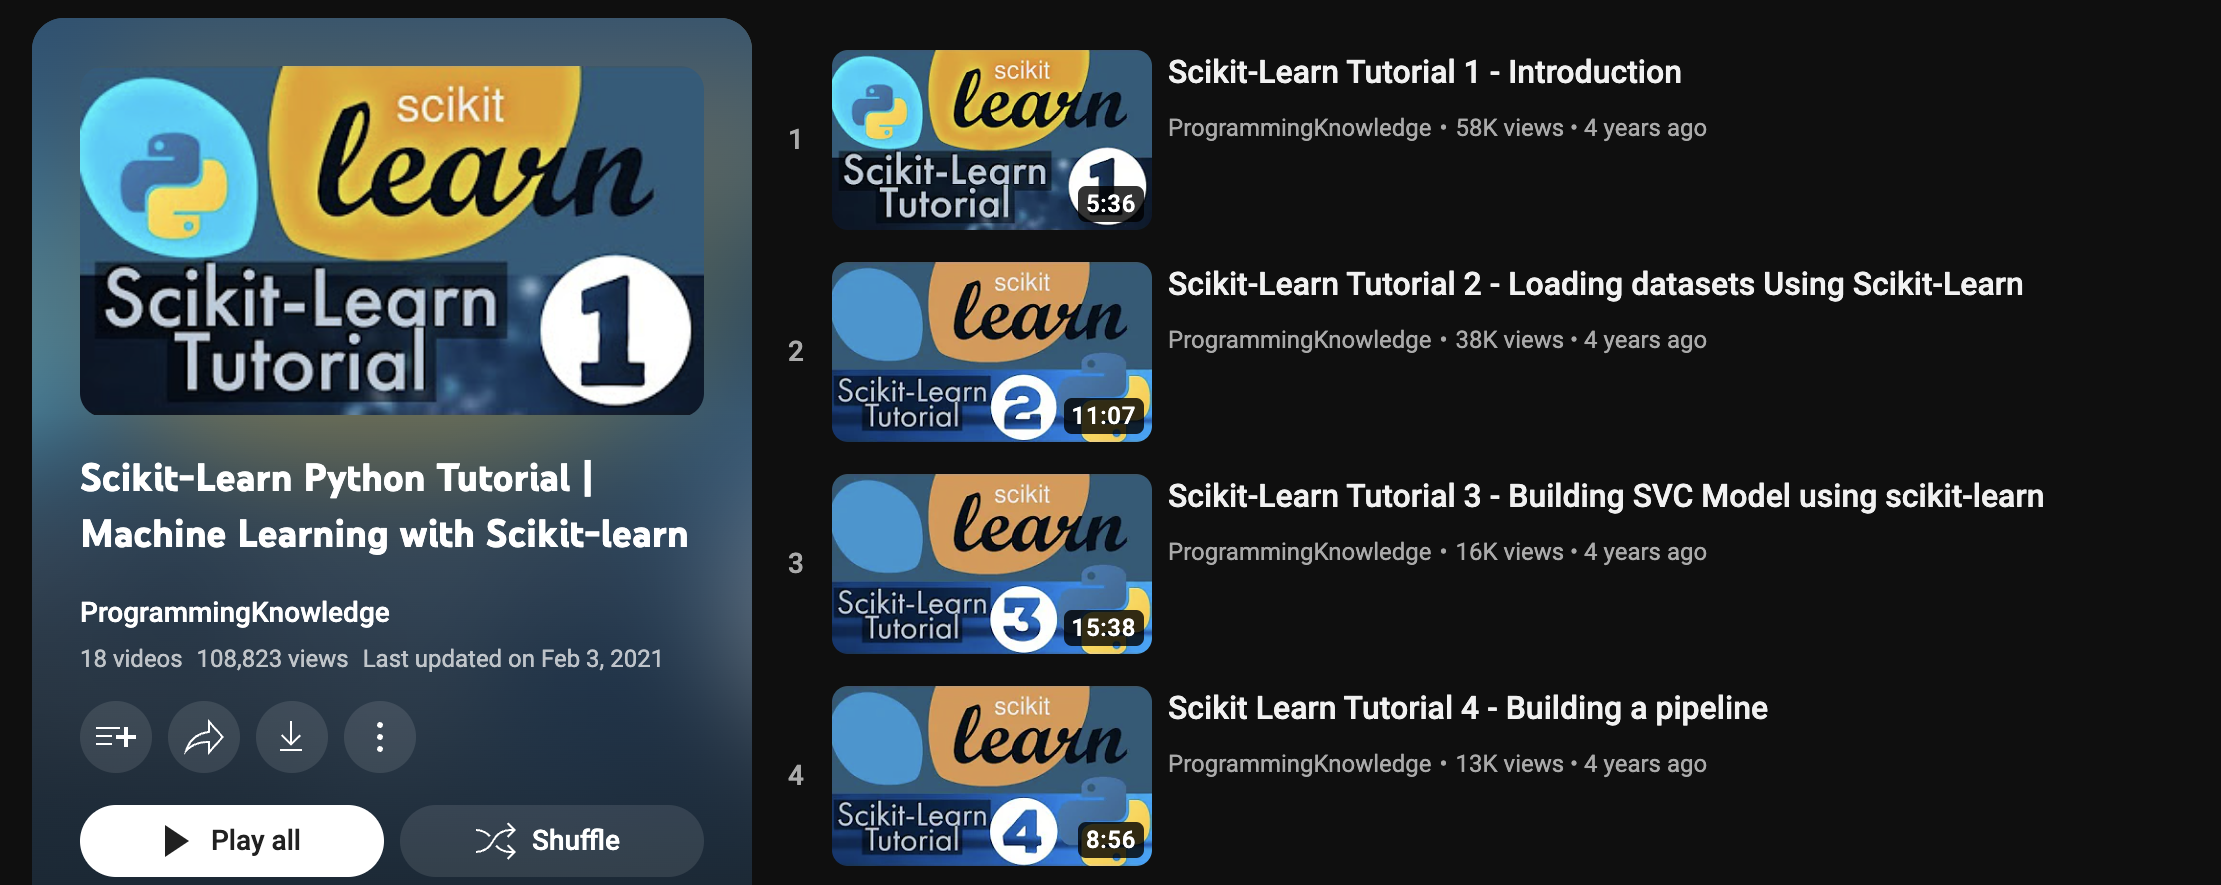 scikit
learn
Scikit-Learn
Tutorial
1
Scikit-Learn Python Tutorial |
Machine Learning with Scikit-learn
ProgrammingKnowledge
18 videos 108,823 views Last updated on Feb 3, 2021
Play all
Shuffle
1
scikit
learn
Scikit-Learn
Tutorial
1
5:36
Scikit-Learn Tutorial 1 - Introduction
ProgrammingKnowledge • 58K views • 4 years ago
2
scikit
learn
Scikit-Learn
Tutorial
2
11:07
Scikit-Learn Tutorial 2 - Loading datasets Using Scikit-Learn
ProgrammingKnowledge • 38K views • 4 years ago
3
scikit
learn
Scikit-Learn
Tutorial
3
15:38
Scikit-Learn Tutorial 3 - Building SVC Model using scikit-learn
ProgrammingKnowledge • 16K views • 4 years ago
4
scikit
learn
Scikit-Learn
Tutorial
4
8:56
Scikit Learn Tutorial 4 - Building a pipeline
ProgrammingKnowledge • 13K views • 4 years ago